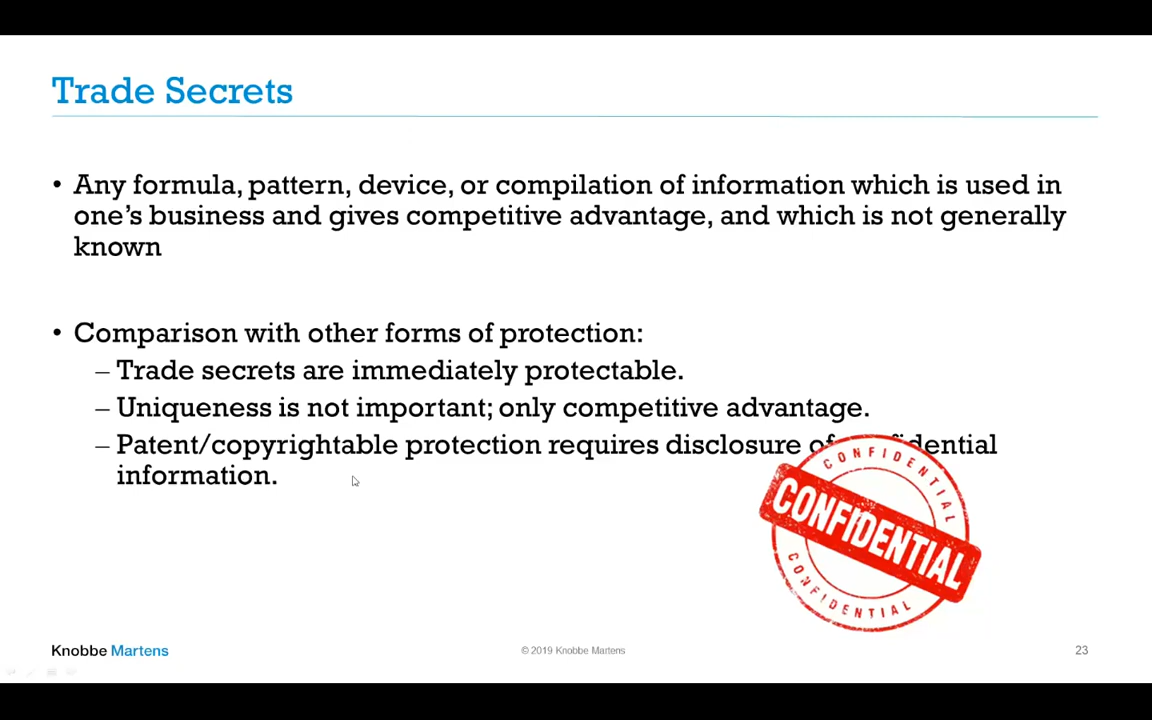 Trade Secrets
• Any formula, pattern, device, or compilation of information which is used in
one's business and gives competitive advantage, and which is not generally
known
• Comparison with other forms of protection:
– Trade secrets are immediately protectable.
– Uniqueness is not important; only competitive advantage.
– Patent/copyrightable protection requires disclosure of confidential
information.
CONFIDENTIAL
CONFIDENTIAL
CONFIDENTIAL
Knobbe Martens
© 2019 Knobbe Martens
23